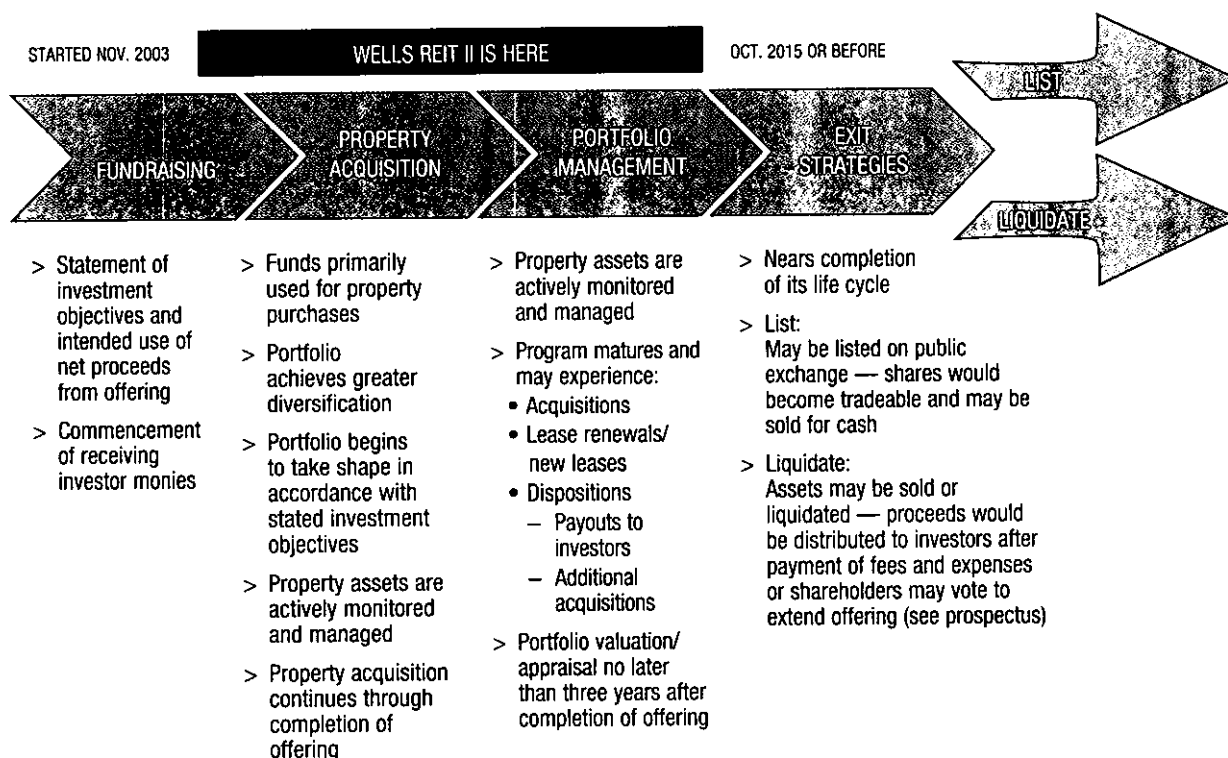 STARTED NOV. 2003
WELLS REIT II IS HERE
OCT. 2015 OR BEFORE
LIST
LIQUIDATE
FUNDRAISING
PROPERTY
ACQUISITION
PORTFOLIO
MANAGEMENT
EXIT
STRATEGIES
> Statement of
investment
objectives and
intended use of
net proceeds
from offering
> Commencement
of receiving
investor monies
> Funds primarily
used for property
purchases
> Portfolio
achieves greater
diversification
> Portfolio begins
to take shape in
accordance with
stated investment
objectives
> Property assets are
actively monitored
and managed
> Property acquisition
continues through
completion of
offering
> Property assets are
actively monitored
and managed
> Program matures and
may experience:
• Acquisitions
• Lease renewals/
new leases
• Dispositions
– Payouts to
investors
– Additional
acquisitions
> Portfolio valuation/
appraisal no later
than three years after
completion of offering
> Nears completion
of its life cycle
> List:
May be listed on public
exchange — shares would
become tradeable and may be
sold for cash
> Liquidate:
Assets may be sold or
liquidated — proceeds would
be distributed to investors after
payment of fees and expenses
or shareholders may vote to
extend offering (see prospectus)